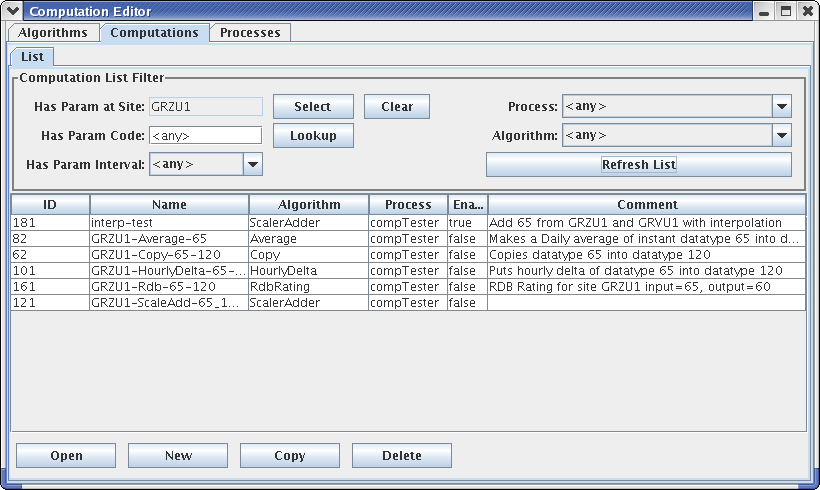 Computation Editor
Algorithms Computations Processes
List
Computation List Filter
Has Param at Site: GRZU1 Select Clear Process: <any>
Has Param Code: <any> Lookup Algorithm: <any>
Has Param Interval: <any> Refresh List
ID Name Algorithm Process Ena... Comment
181 interp-test ScalerAdder compTester true Add 65 from GRZU1 and GRVU1 with interpolation
82 GRZU1-Average-65 Average compTester false Makes a Daily average of instant datatype 65 into d...
62 GRZU1-Copy-65-120 Copy compTester false Copies datatype 65 into datatype 120
101 GRZU1-HourlyDelta-65-... HourlyDelta compTester false Puts hourly delta of datatype 65 into datatype 120
161 GRZU1-Rdb-65-120 RdbRating compTester false RDB Rating for site GRZU1 input=65, output=60
121 GRZU1-ScaleAdd-65_1... ScalerAdder compTester false
Open New Copy Delete